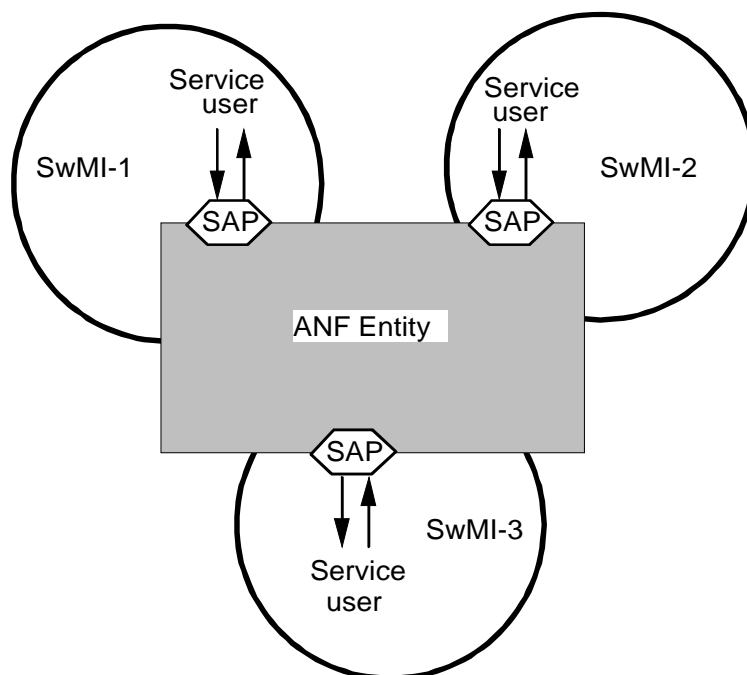 Service
user
Service
user
SwMI-1
SwMI-2
SAP
SAP
ANF Entity
SAP
SwMI-3
Service
user